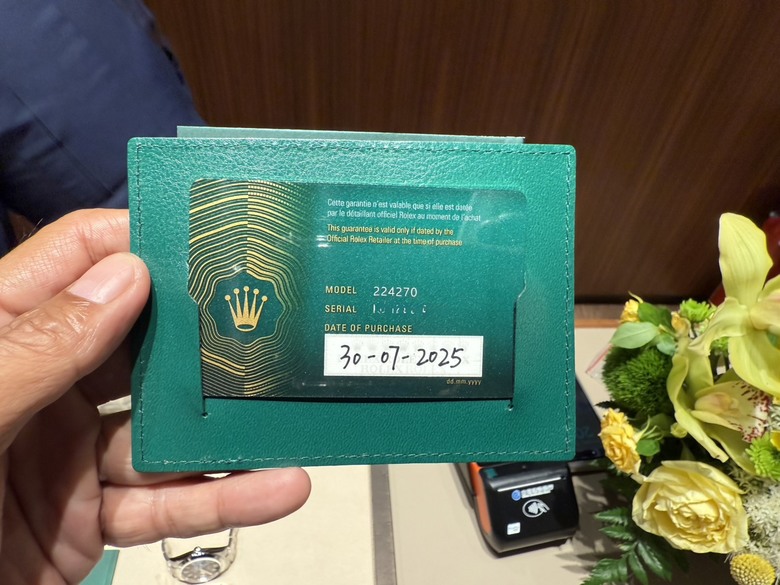 Cette garantie n'est valable que si elle est datée
par le détaillant officiel Rolex au moment de l'achat
This guarantee is valid only if dated by the
Official Rolex Retailer at the time of purchase
MODEL 224270
SERIAL
DATE OF PURCHASE
30-07-2025
dd.mm.yyyy